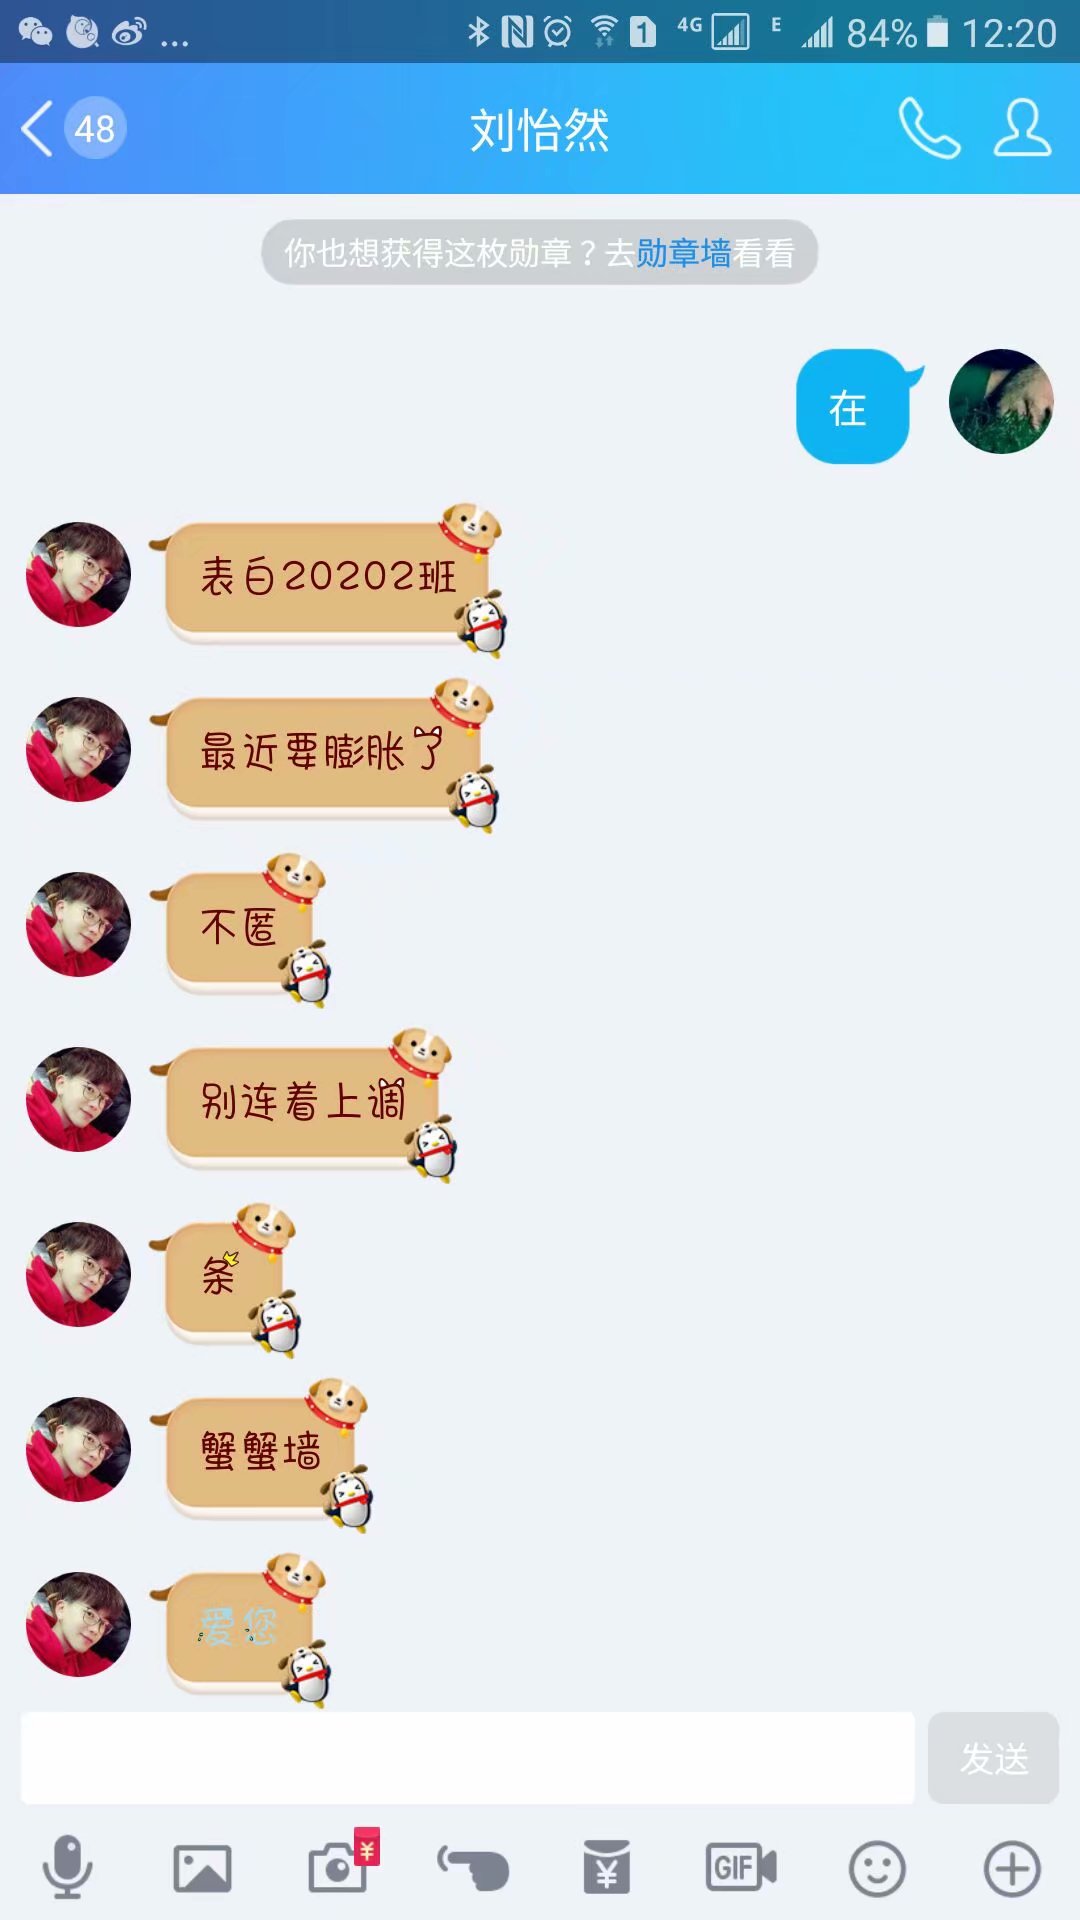 4G E 84% 12:20
48 刘怡然
你也想获得这枚勋章？去勋章墙看看
在
表白20202班
最近要膨胀了
不匿
别连着上调
条
蟹蟹墙
爱您
发送
GIF